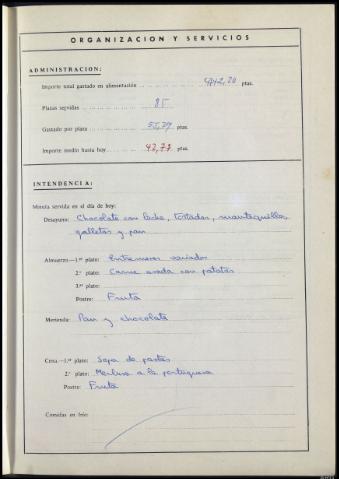 ORGANIZACION Y SERVICIOS
ADMINISTRACION:
Importe total gastado en alimentación ptas.
Plazas servidas 85
Gastado por plaza 55,79 ptas.
Importe medio hasta hoy 42,77 ptas.
INTENDENCIA:
Minuta servida en el día de hoy:
Desayuno: Chocolate con leche, tostadas, mantequilla,
galletas y pan
Almuerzo—1.er plato: Entremeses variados
2.º plato: Carne asada con patatas
3.er plato:
Postre: Fruta
Merienda: Pan y chocolate
Cena.—1.er plato: Sopa de pastas
2.º plato: Merluza a la portuguesa
Postre: Fruta
Comidas en frío: